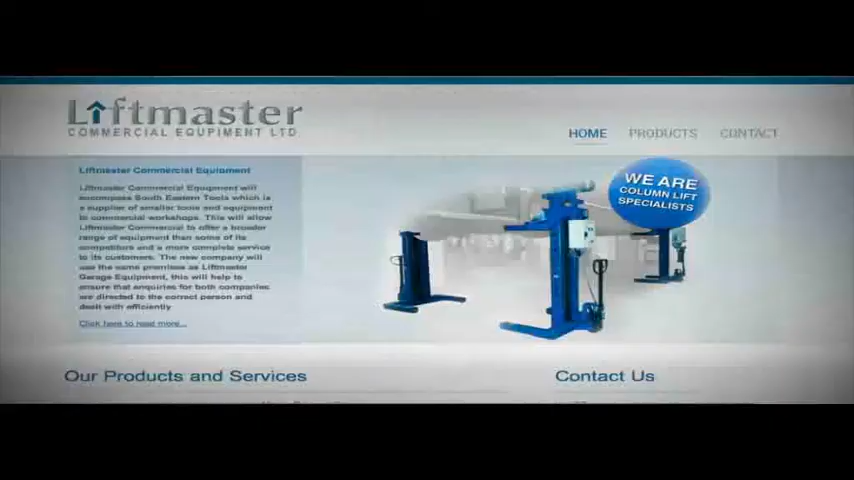 Liftmaster
COMMERCIAL EQUPIMENT LTD
HOME PRODUCTS CONTACT
Liftmaster Commercial Equipment
Liftmaster Commercial Equipment will
encompass South Eastern Tools which is
a supplier of smaller tools and equipment
to commercial workshops. This will allow
Liftmaster Commercial to offer a broader
range of equipment than some of its
competitors and a more complete service
to its customers. The new company will
use the same premises as Liftmaster
Garage Equipment, this will help to
ensure that enquiries for both companies
are directed to the correct person and
dealt with efficiently
Click here to read more...
WE ARE
COLUMN LIFT
SPECIALISTS
Our Products and Services
Contact Us